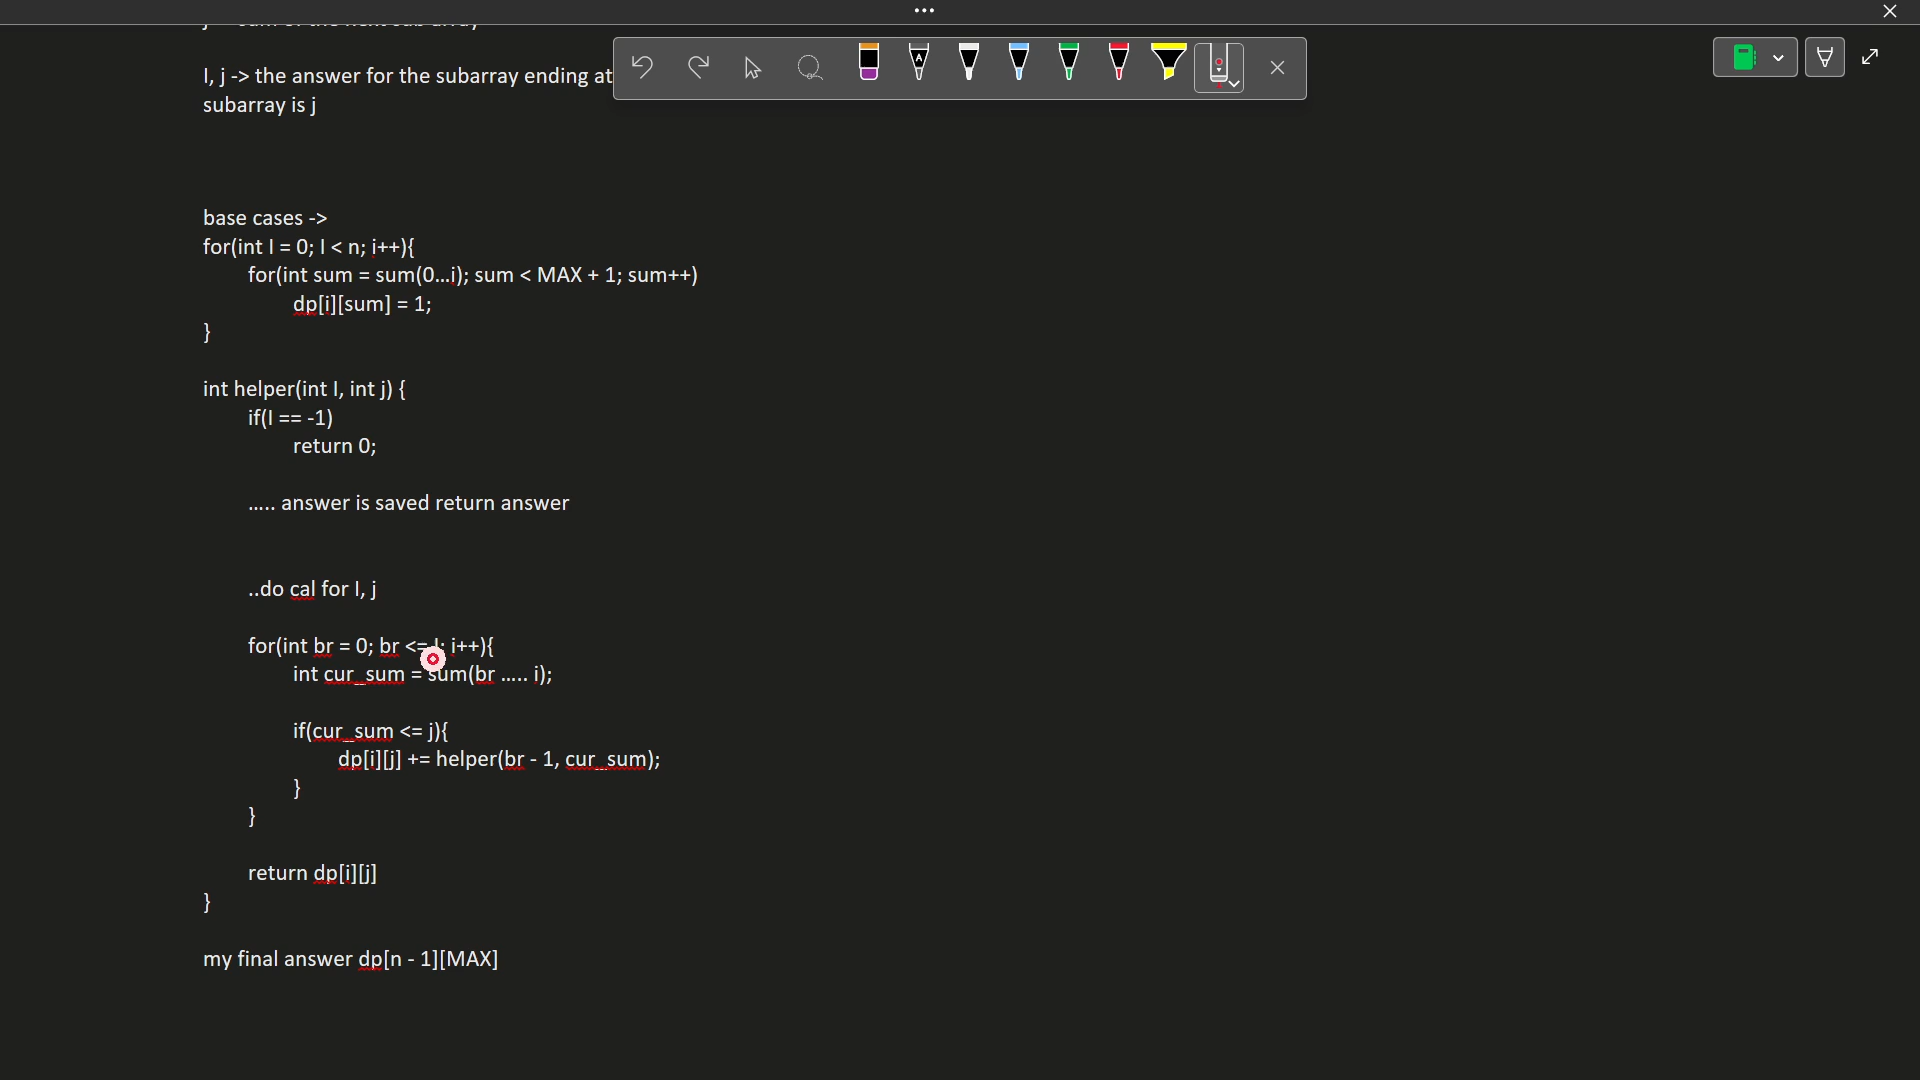 I, j -> the answer for the subarray ending at
subarray is j
base cases ->
for(int I = 0; I < n; i++){
for(int sum = sum(0...i); sum < MAX + 1; sum++)
dp[i][sum] = 1;
}
int helper(int I, int j) {
if(I == -1)
return 0;
..... answer is saved return answer
..do cal for I, j
for(int br = 0; br <= I; i++){
int cur_sum = sum(br ..... i);
if(cur_sum <= j){
dp[i][j] += helper(br - 1, cur_sum);
}
}
return dp[i][j]
}
my final answer dp[n - 1][MAX]